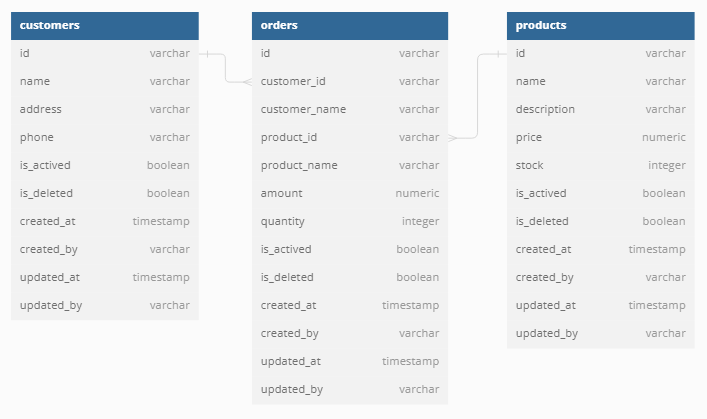 customers
id varchar
name varchar
address varchar
phone varchar
is_actived boolean
is_deleted boolean
created_at timestamp
created_by varchar
updated_at timestamp
updated_by varchar
orders
id varchar
customer_id varchar
customer_name varchar
product_id varchar
product_name varchar
amount numeric
quantity integer
is_actived boolean
is_deleted boolean
created_at timestamp
created_by varchar
updated_at timestamp
updated_by varchar
products
id varchar
name varchar
description varchar
price numeric
stock integer
is_actived boolean
is_deleted boolean
created_at timestamp
created_by varchar
updated_at timestamp
updated_by varchar